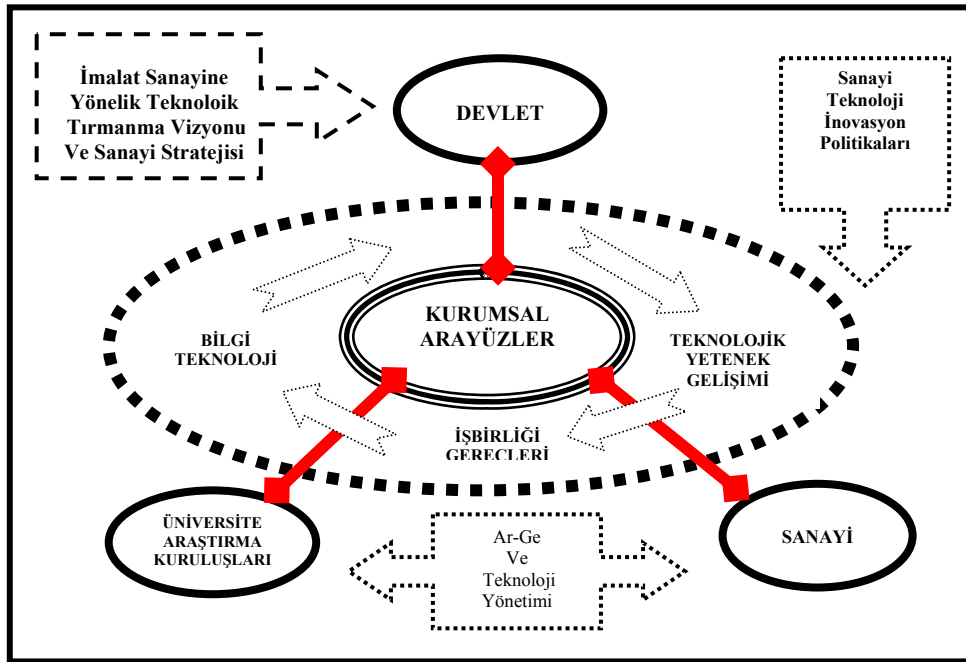 İmalat Sanayine
Yönelik Teknoloik
Tırmanma Vizyonu
Ve Sanayi Stratejisi
DEVLET
Sanayi
Teknoloji
İnovasyon
Politikaları
KURUMSAL
ARAYÜZLER
BİLGİ
TEKNOLOJİ
TEKNOLOJİK
YETENEK
GELİŞİMİ
İŞBİRLİĞİ
GEREÇLERİ
ÜNİVERSİTE
ARAŞTIRMA
KURULUŞLARI
Ar-Ge
Ve
Teknoloji
Yönetimi
SANAYİ